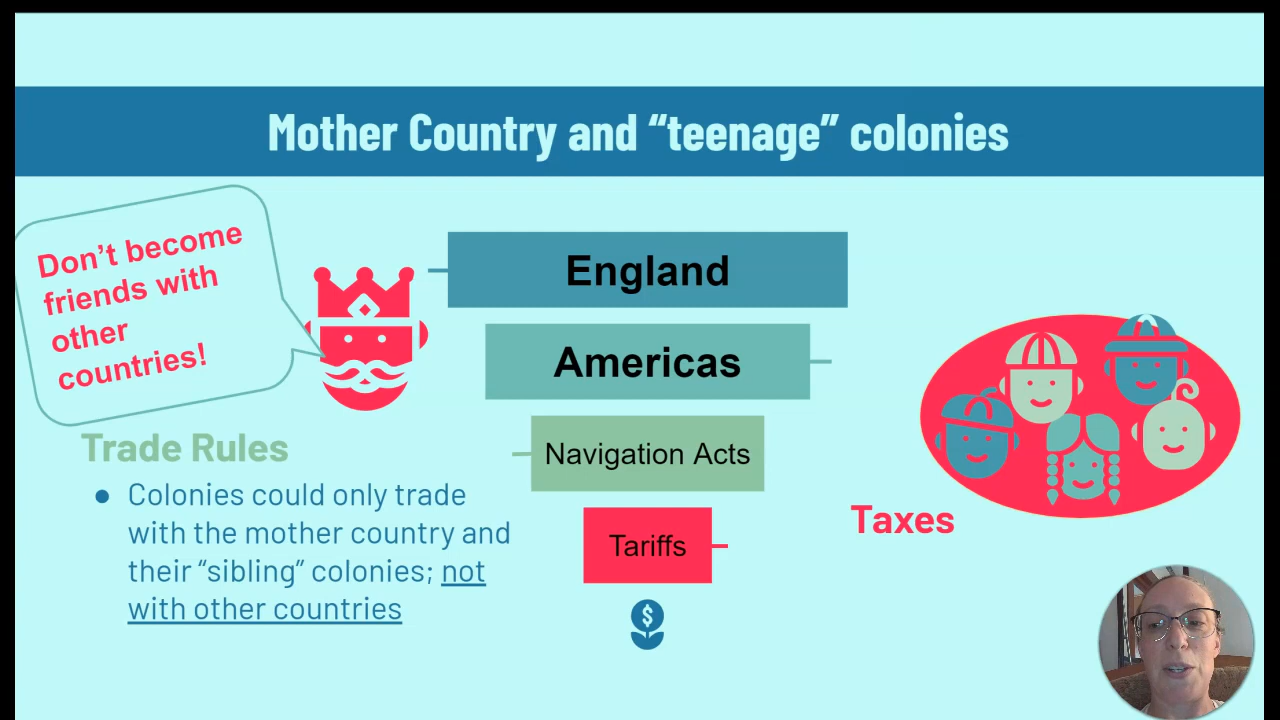 Mother Country and “teenage” colonies
Don’t become
friends with
other
countries!
England
Americas
Navigation Acts
Tariffs
$
Trade Rules
● Colonies could only trade
with the mother country and
their “sibling” colonies; not
with other countries
Taxes